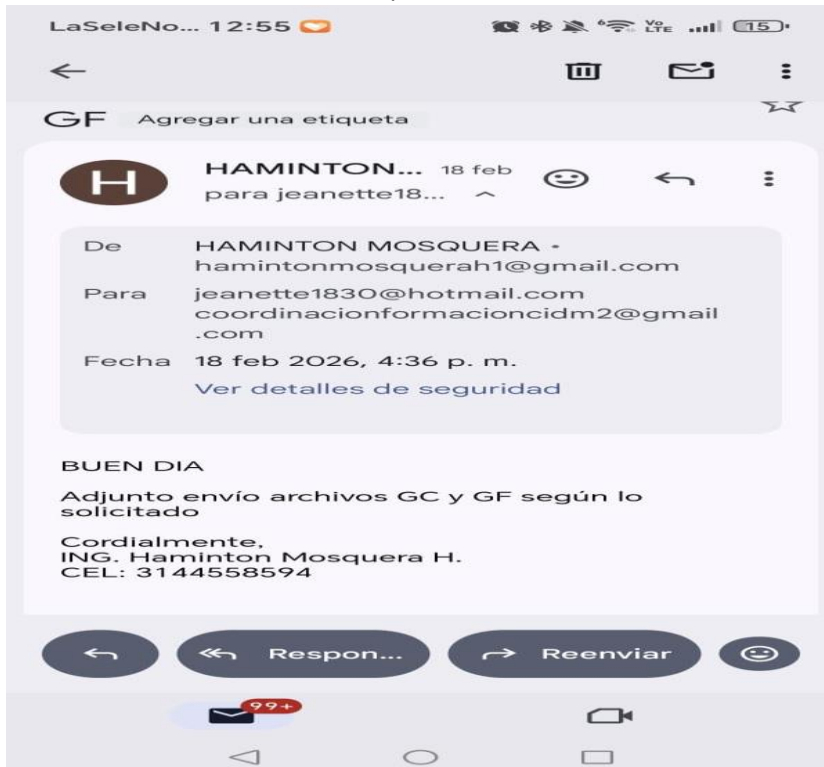 LaSeleNo... 12:55 Vo LTE 15
GF Agregar una etiqueta
H HAMINTON... 18 feb
para jeanette18...
De HAMINTON MOSQUERA •
hamintonmosquerah1@gmail.com
Para jeanette1830@hotmail.com
coordinacionformacioncidm2@gmail
.com
Fecha 18 feb 2026, 4:36 p. m.
Ver detalles de seguridad
BUEN DIA
Adjunto envío archivos GC y GF según lo
solicitado
Cordialmente,
ING. Haminton Mosquera H.
CEL: 3144558594
Respon... Reenviar
99+